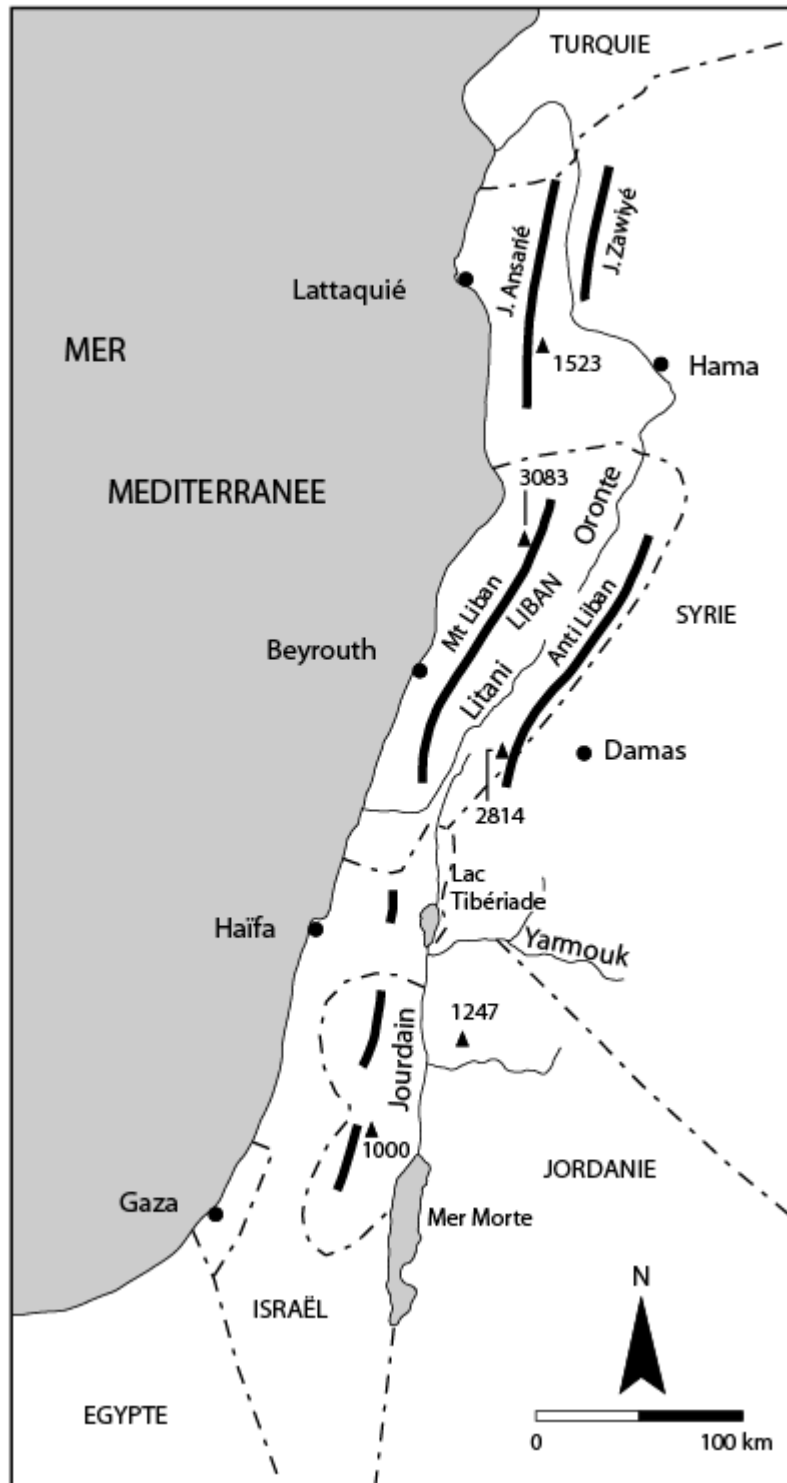 TURQUIE
J. Ansarié
J. Zawiyé
Lattaquié
MER
1523
Hama
MEDITERRANEE
3083
Oronte
Mt Liban
LIBAN
Anti Liban
SYRIE
Beyrouth
Litani
Damas
2814
Lac
Tibériade
Haïfa
Yarmouk
1247
Jourdain
1000
JORDANIE
Gaza
Mer Morte
ISRAËL
N
EGYPTE
0 100 km